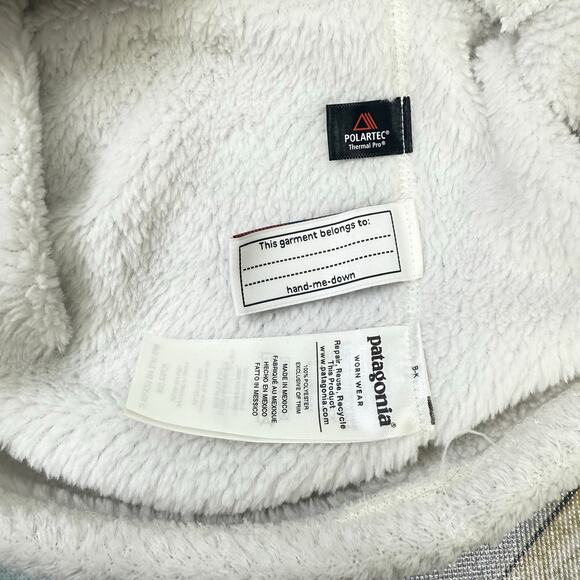 POLARTEC®
Thermal Pro®
This garment belongs to:
hand-me-down
patagonia®
WORN WEAR
Repair, Reuse, Recycle
This Product
www.patagonia.com
100% POLYESTER
EXCLUSIVE OF TRIM
MADE IN MEXICO
FABRIQUÉ AU MEXIQUE
HECHO EN MÉXICO
FATTO IN MESSICO